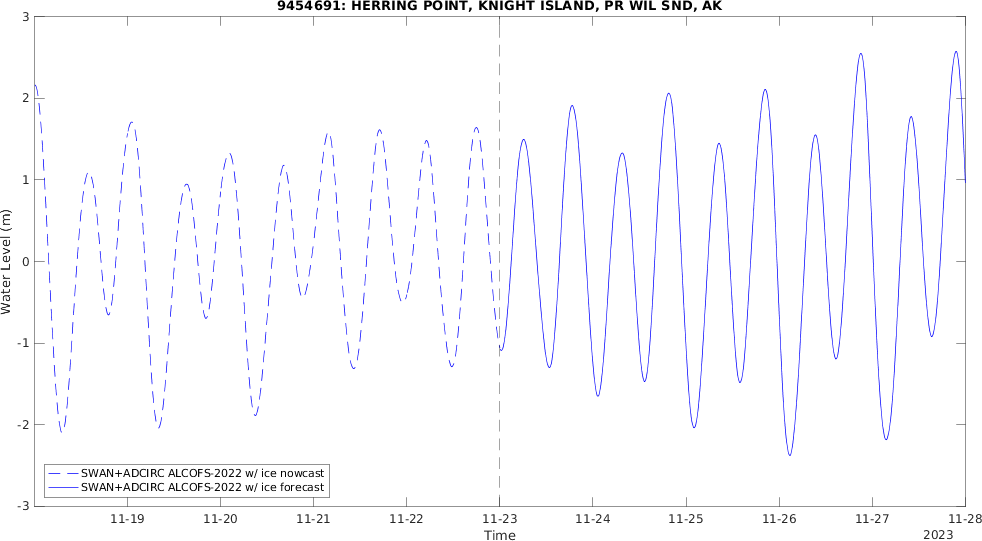 9454691: HERRING POINT, KNIGHT ISLAND, PR WIL SND, AK
3
2
1
0
-1
-2
-3
Water Level (m)
SWAN+ADCIRC ALCOFS-2022 w/ ice nowcast
SWAN+ADCIRC ALCOFS-2022 w/ ice forecast
11-19 11-20 11-21 11-22 11-23 11-24 11-25 11-26 11-27 11-28
Time
2023